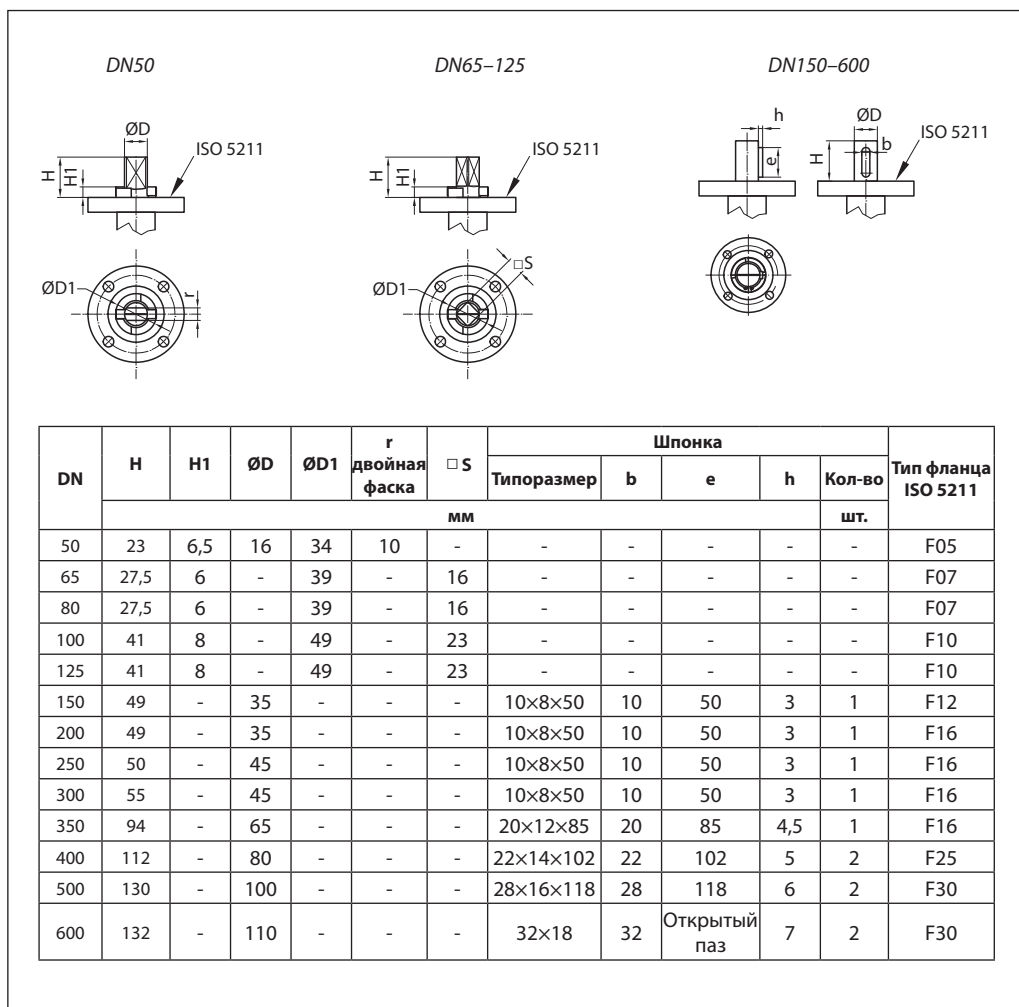 DN50 DN65–125 DN150–600
ØD
ISO 5211
H
H1
ØD1
r
ISO 5211
H
H1
□S
ØD1
h
e
ØD
b
H
ISO 5211
DN H H1 ØD ØD1 r двойная фаска □ S Шпонка Тип фланца ISO 5211
Типоразмер b e h Кол-во
мм шт.
50 23 6,5 16 34 10 - - - - - - F05
65 27,5 6 - 39 - 16 - - - - - F07
80 27,5 6 - 39 - 16 - - - - - F07
100 41 8 - 49 - 23 - - - - - F10
125 41 8 - 49 - 23 - - - - - F10
150 49 - 35 - - - 10×8×50 10 50 3 1 F12
200 49 - 35 - - - 10×8×50 10 50 3 1 F16
250 50 - 45 - - - 10×8×50 10 50 3 1 F16
300 55 - 45 - - - 10×8×50 10 50 3 1 F16
350 94 - 65 - - - 20×12×85 20 85 4,5 1 F16
400 112 - 80 - - - 22×14×102 22 102 5 2 F25
500 130 - 100 - - - 28×16×118 28 118 6 2 F30
600 132 - 110 - - - 32×18 32 Открытый паз 7 2 F30